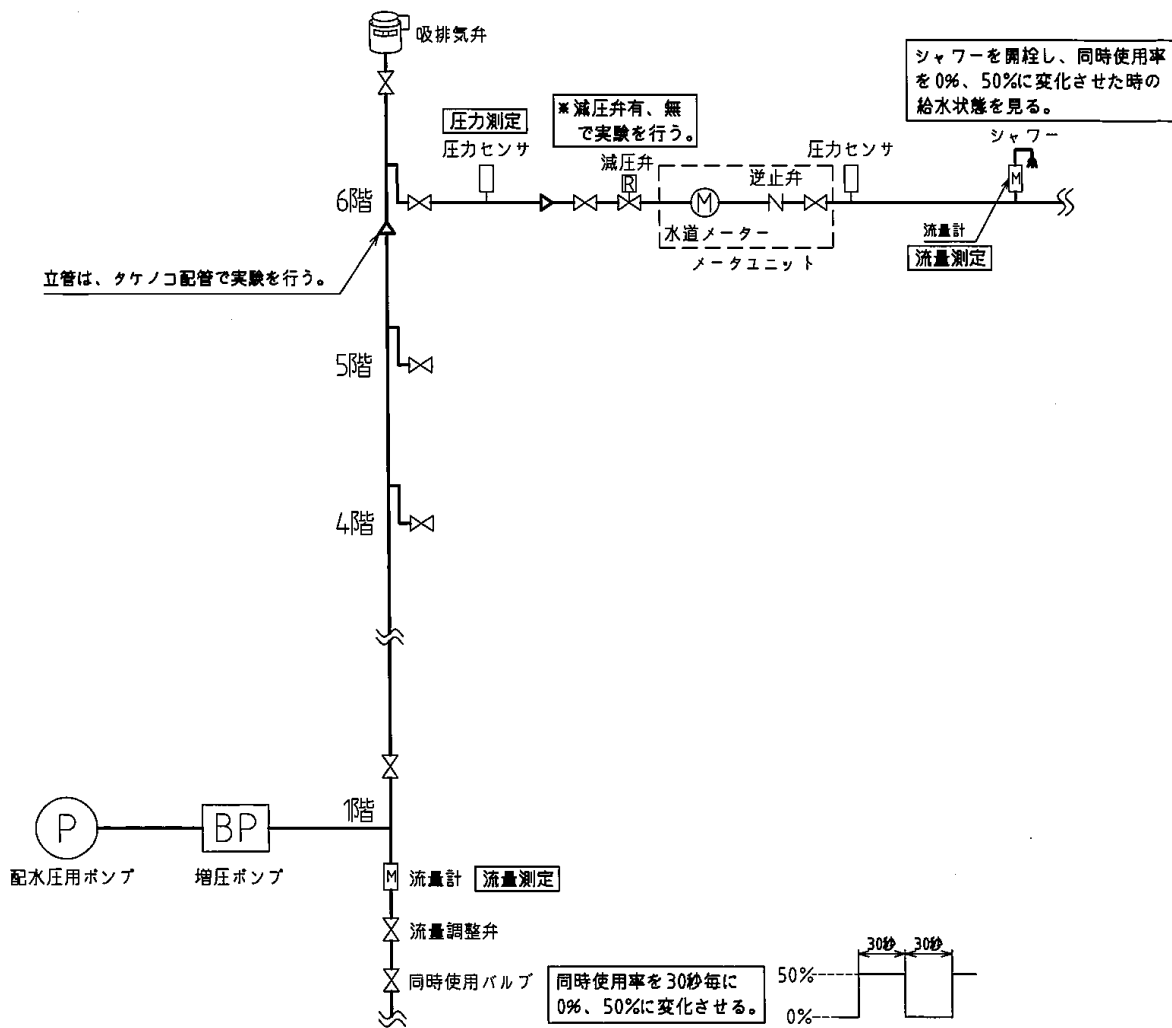 吸排気弁
シャワーを開栓し、同時使用率
を0%、50%に変化させた時の
給水状態を見る。
圧力測定
圧力センサ
※減圧弁有、無
で実験を行う。
減圧弁
R
逆止弁
圧力センサ
シャワー
M
6階
M
水道メーター
メータユニット
流量計
流量測定
立管は、タケノコ配管で実験を行う。
5階
4階
1階
P
BP
配水圧用ポンプ
増圧ポンプ
M
流量計
流量測定
流量調整弁
同時使用バルブ
同時使用率を30秒毎に
0%、50%に変化させる。
30秒
30秒
50%
0%